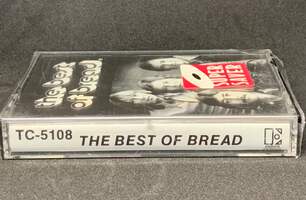 the best
of bread
SUPER
SAVER
TC-5108 THE BEST OF BREAD